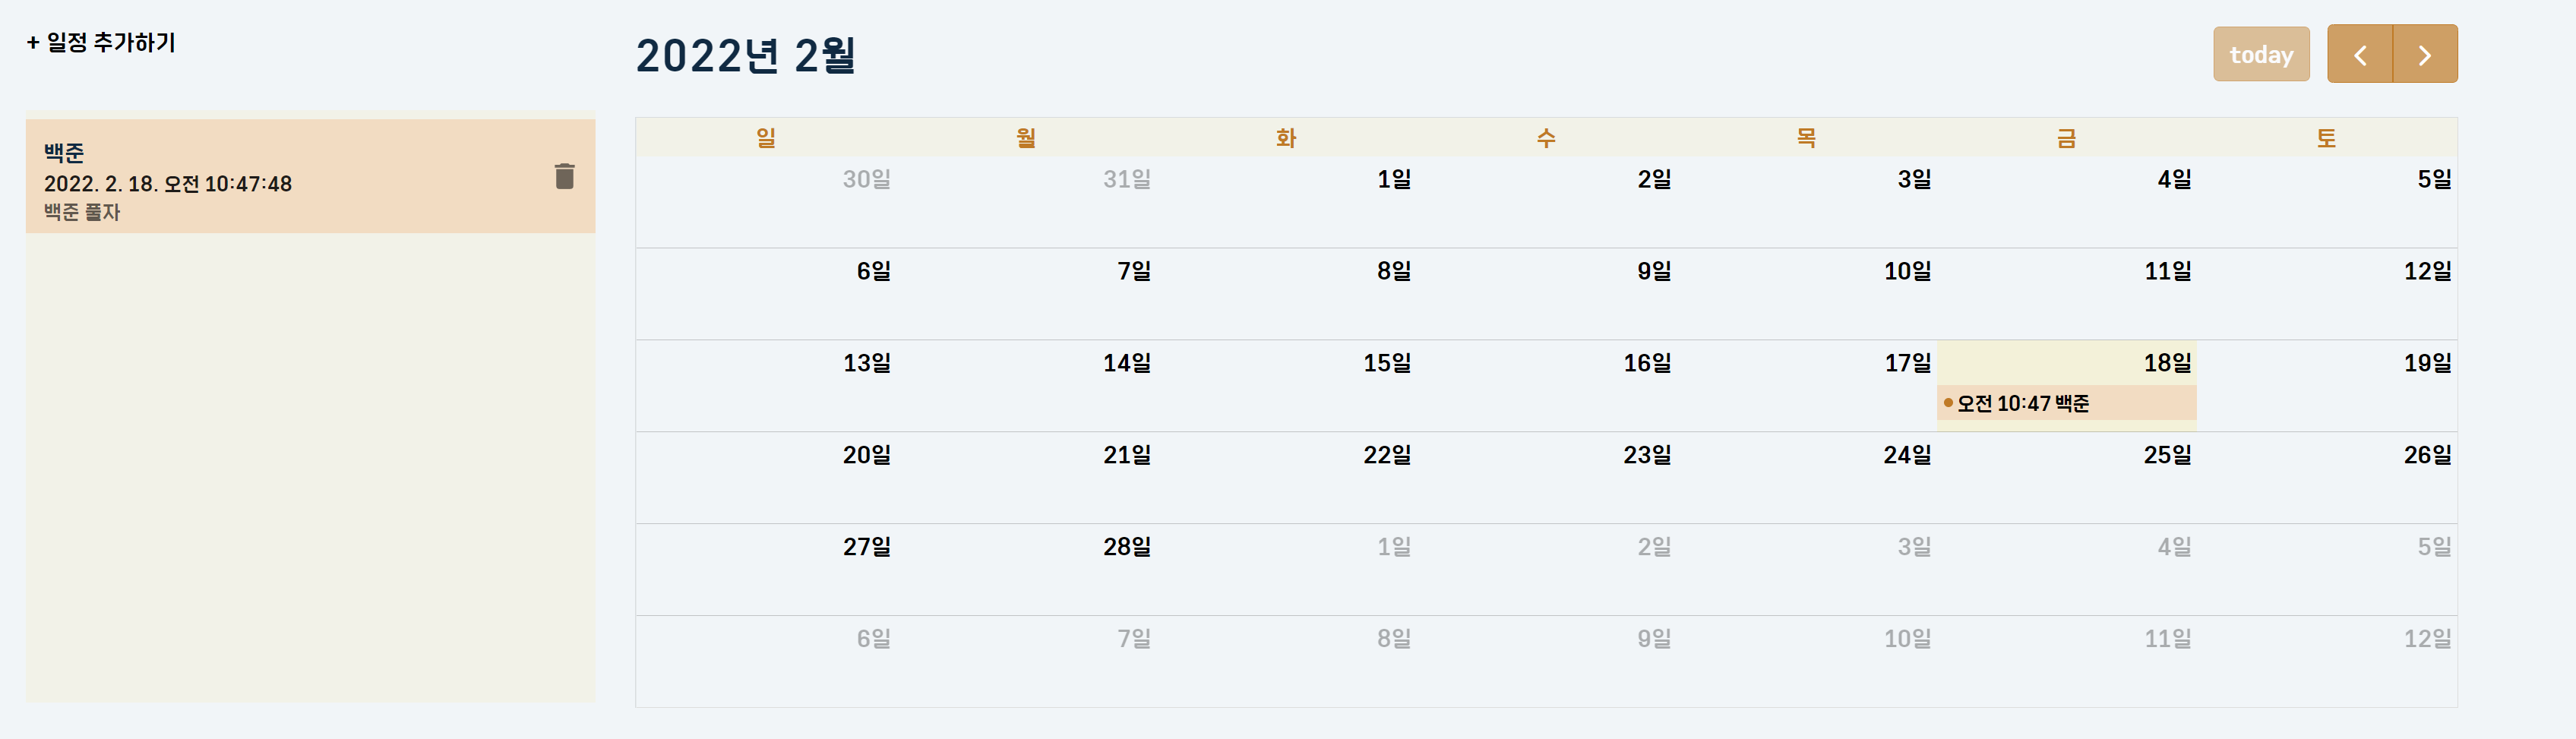 + 일정 추가하기
백준
2022. 2. 18. 오전 10:47:48
백준 풀자
2022년 2월
today
일 월 화 수 목 금 토
30일 31일 1일 2일 3일 4일 5일
6일 7일 8일 9일 10일 11일 12일
13일 14일 15일 16일 17일 18일 19일
오전 10:47 백준
20일 21일 22일 23일 24일 25일 26일
27일 28일 1일 2일 3일 4일 5일
6일 7일 8일 9일 10일 11일 12일